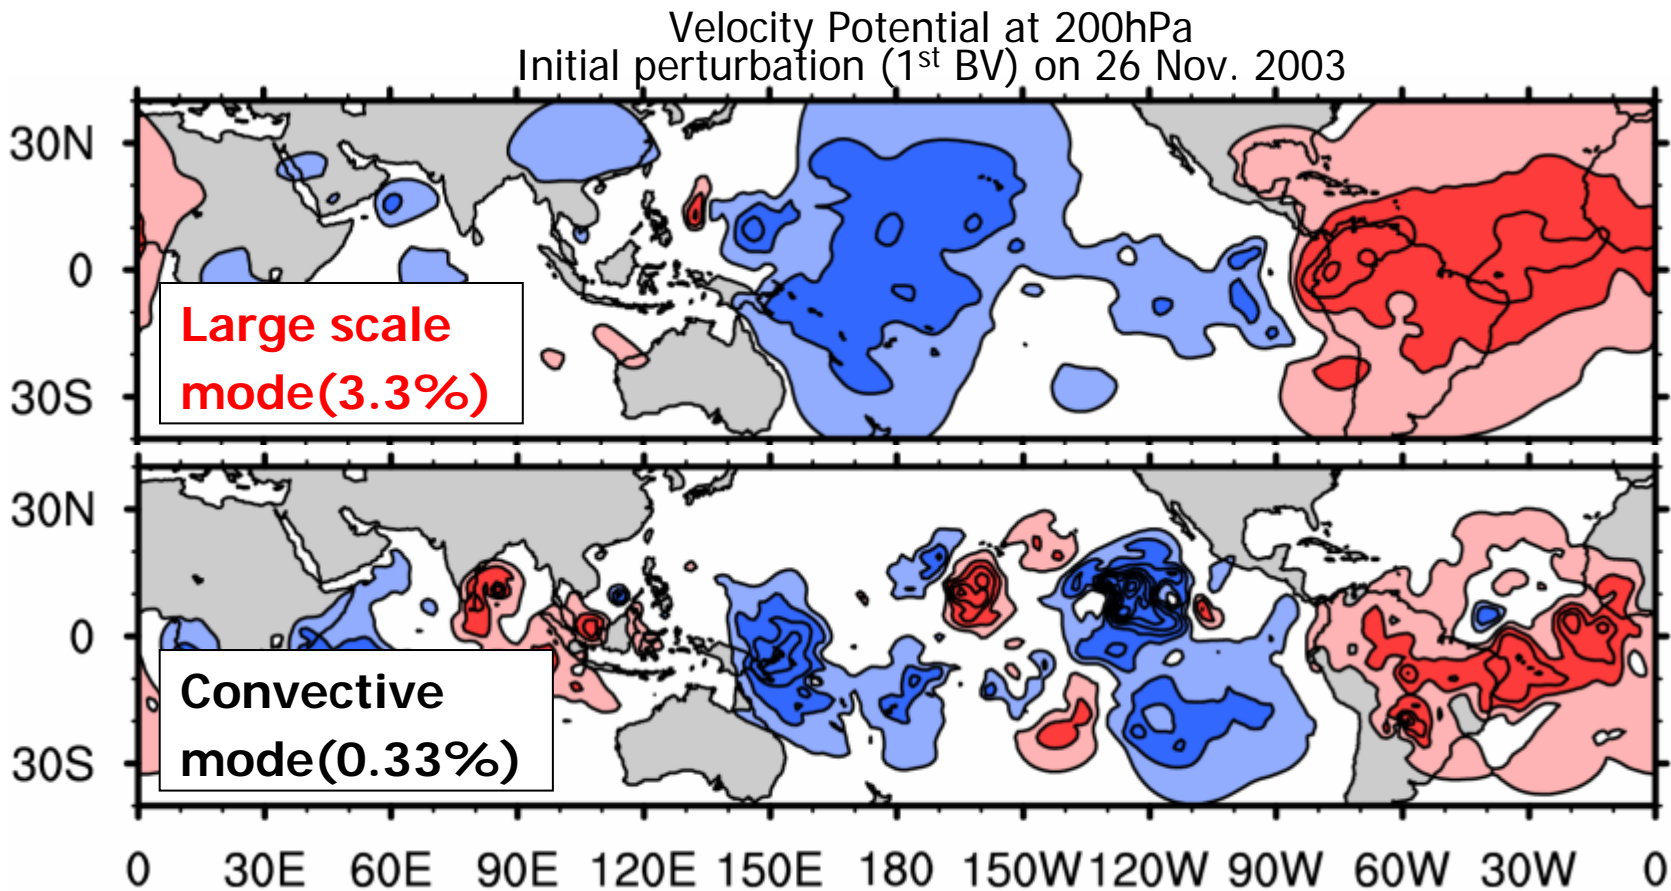 Velocity Potential at 200hPa
Initial perturbation (1st BV) on 26 Nov. 2003
30N
0
30S
Large scale
mode(3.3%)
30N
0
30S
Convective
mode(0.33%)
0 30E 60E 90E 120E 150E 180 150W 120W 90W 60W 30W 0